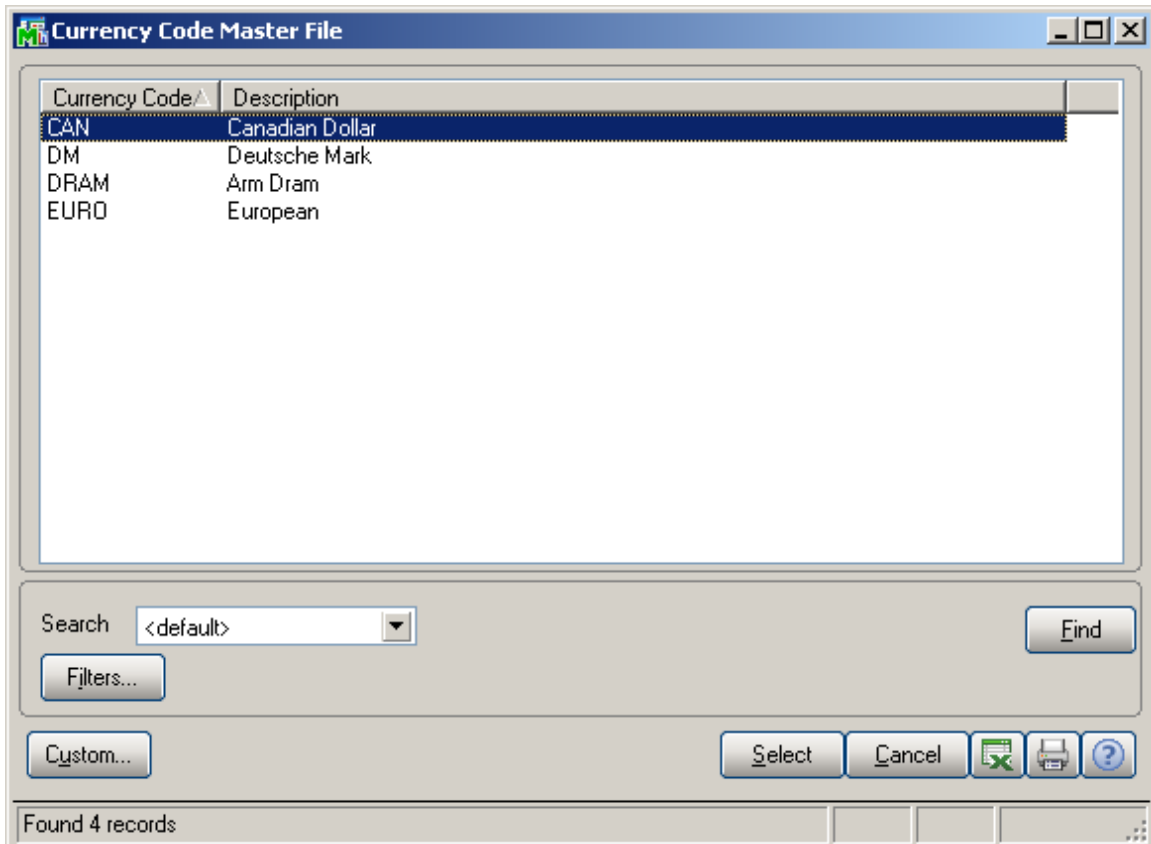 Currency Code Master File
Currency Code Description
CAN Canadian Dollar
DM Deutsche Mark
DRAM Arm Dram
EURO European
Search <default> Find
Filters...
Custom... Select Cancel ?
Found 4 records